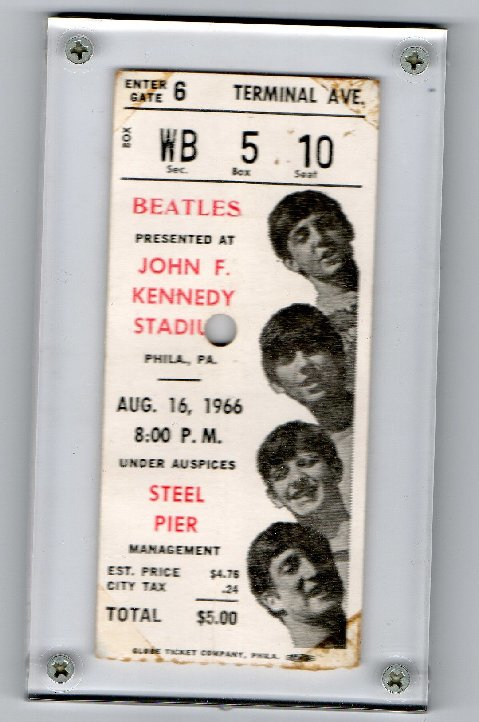 ENTER GATE 6 TERMINAL AVE.
BOX WB 5 10
Sec. Box Seat
BEATLES
PRESENTED AT
JOHN F.
KENNEDY
STADIU
PHILA., PA.
AUG. 16, 1966
8:00 P. M.
UNDER AUSPICES
STEEL
PIER
MANAGEMENT
EST. PRICE $4.76
CITY TAX .24
TOTAL $5.00
GLOBE TICKET COMPANY, PHILA.